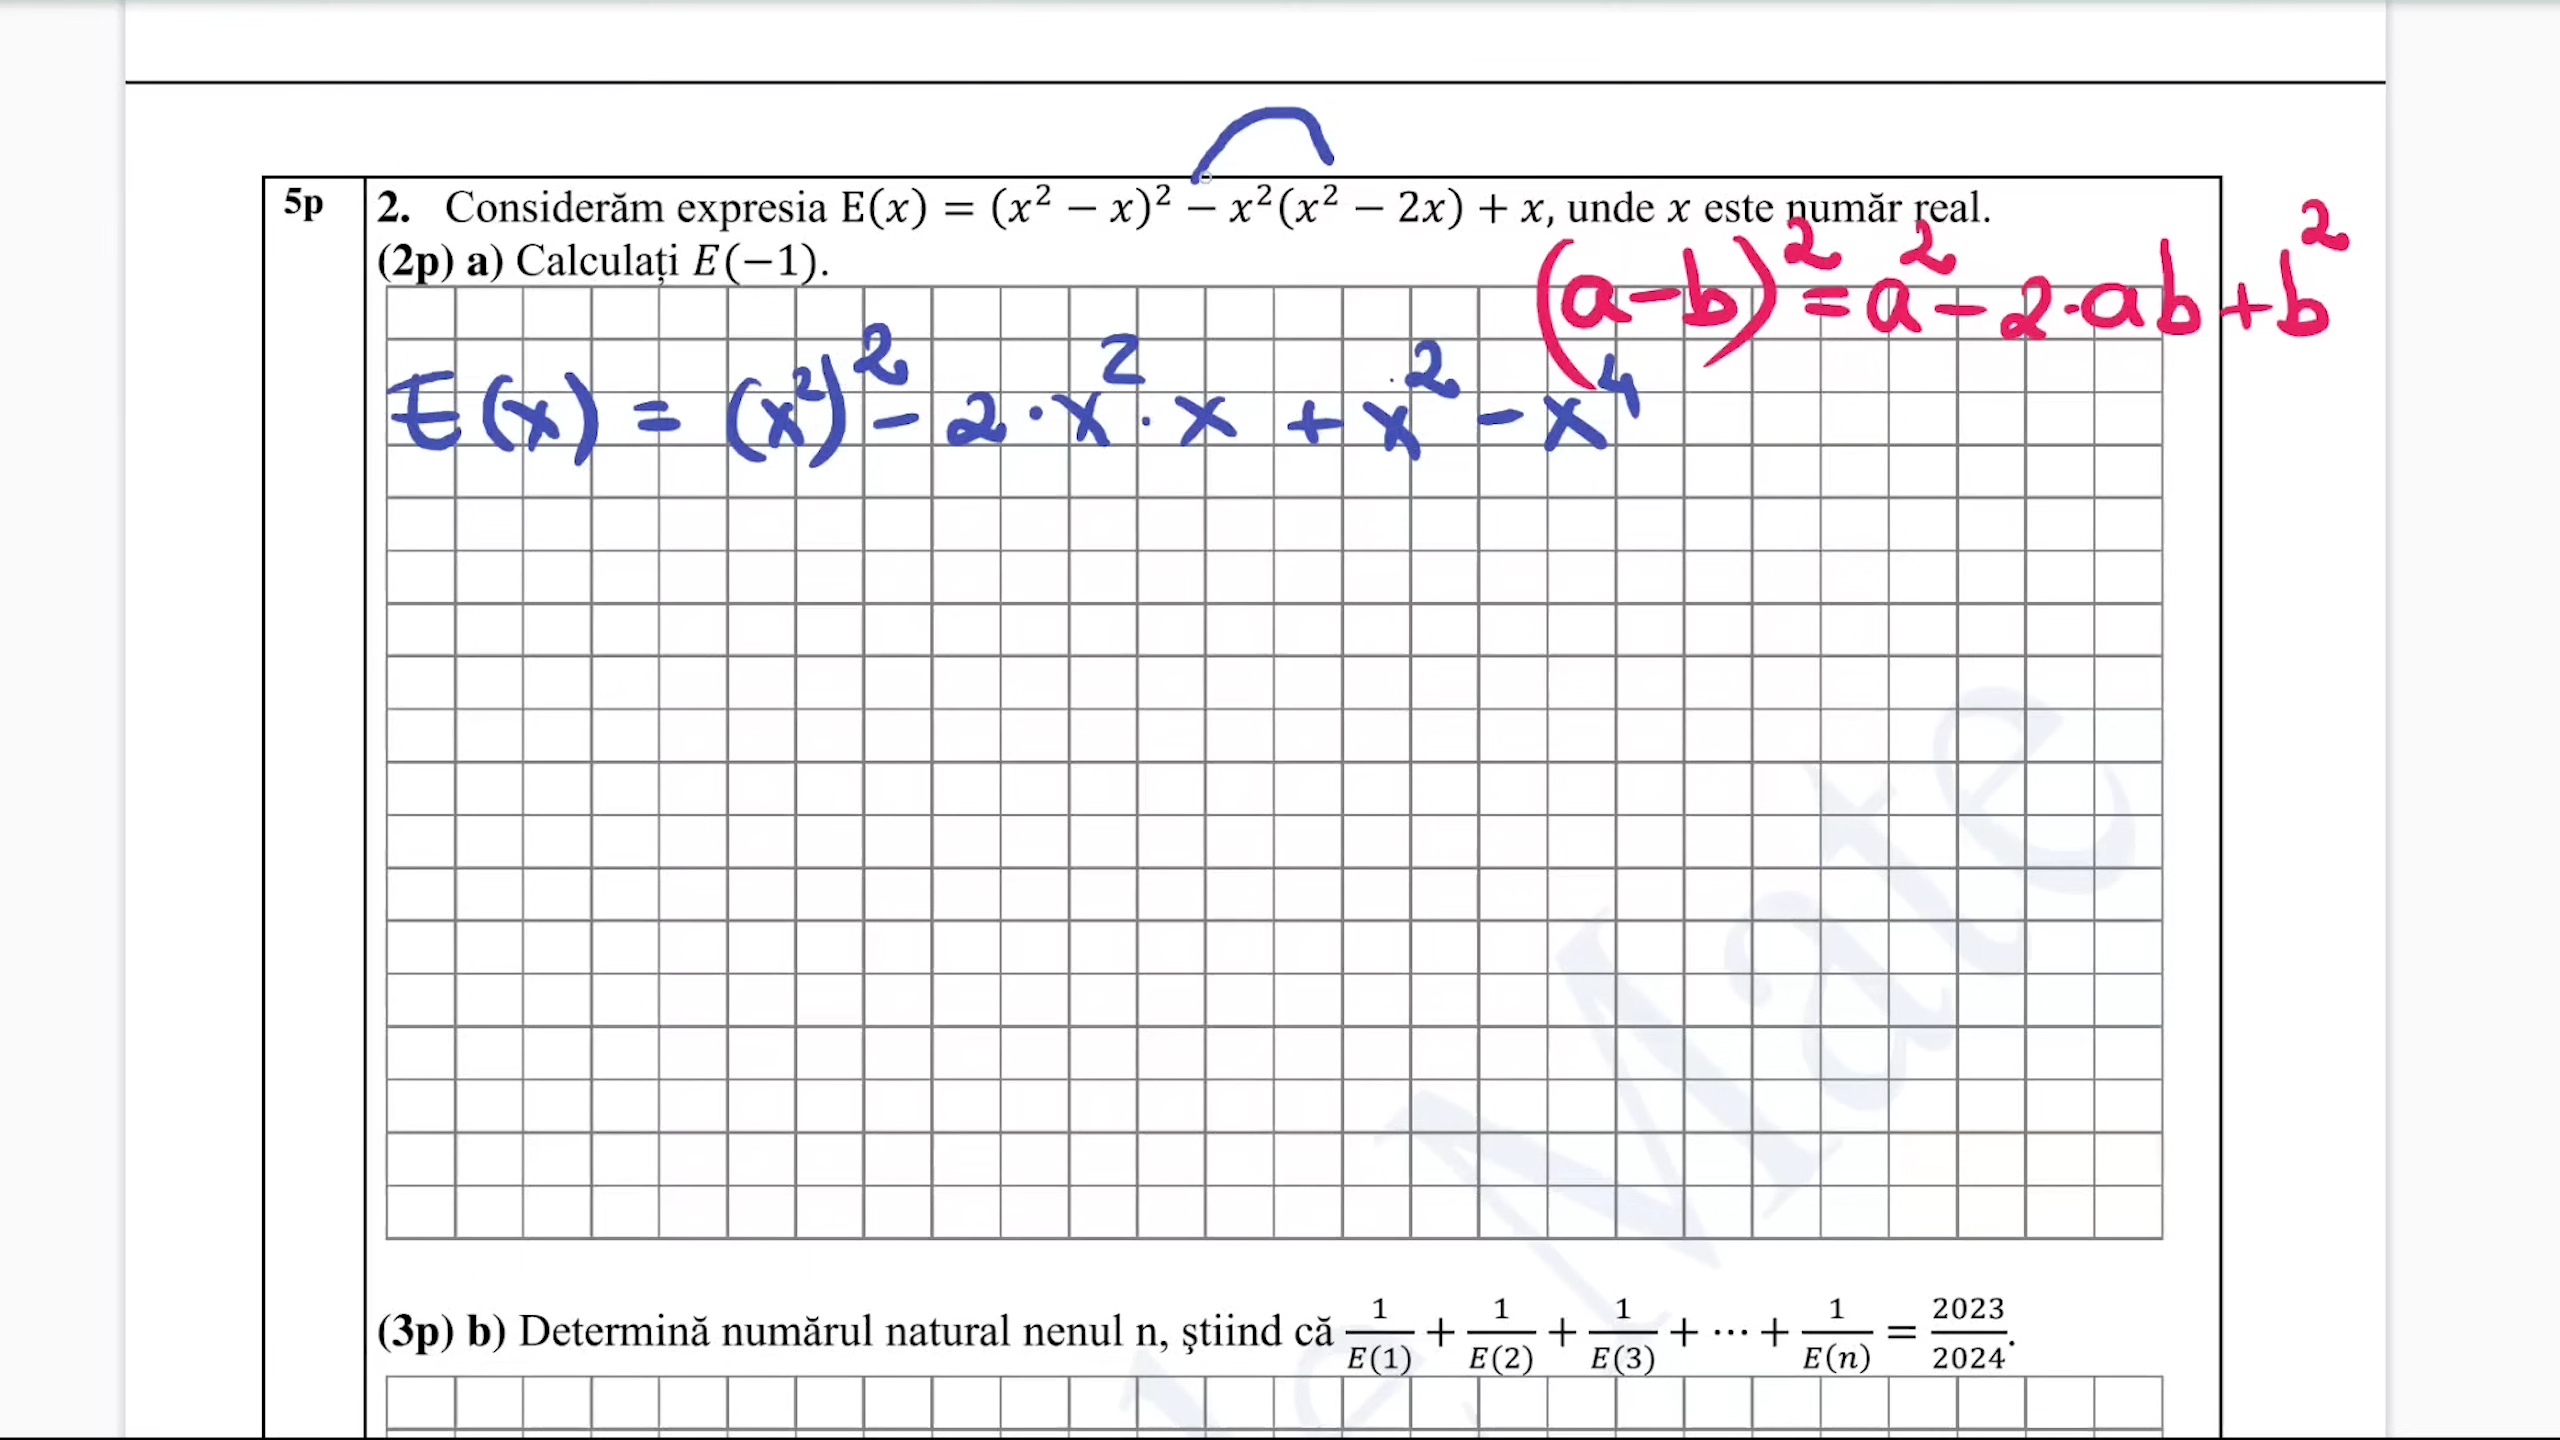 5p
2. Considerăm expresia E(x) = (x² − x)² − x²(x² − 2x) + x, unde x este număr real.
(2p) a) Calculați E(−1).
(a-b)² = a² - 2·ab + b²
E(x) = (x²)² - 2·x²·x + x² - x⁴
(3p) b) Determină numărul natural nenul n, ştiind că 1/E(1) + 1/E(2) + 1/E(3) + ⋯ + 1/E(n) = 2023/2024.
Mate